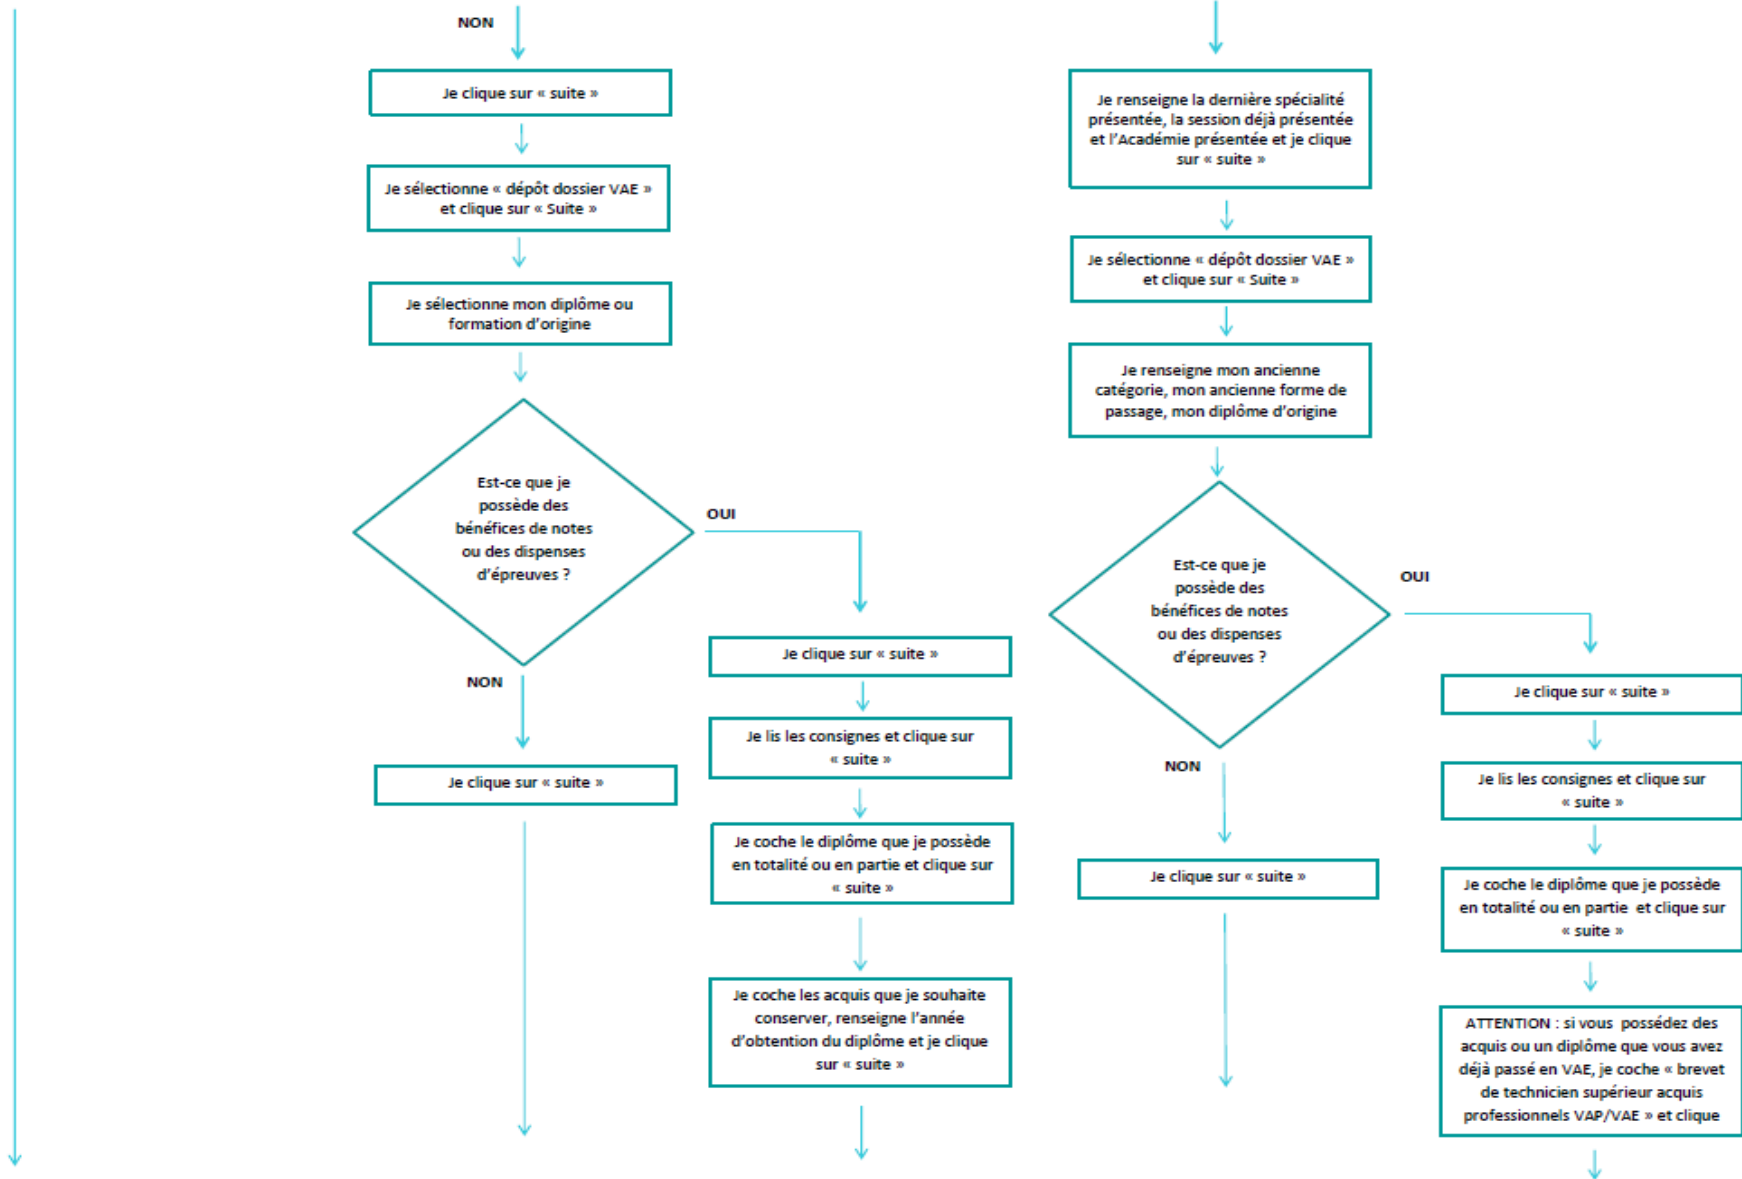 NON
Je clique sur « suite »
Je sélectionne « dépôt dossier VAE »
et clique sur « Suite »
Je sélectionne mon diplôme ou
formation d'origine
Est-ce que je
possède des
bénéfices de notes
ou des dispenses
d'épreuves ?
OUI
NON
Je clique sur « suite »
Je clique sur « suite »
Je lis les consignes et clique sur
« suite »
Je coche le diplôme que je possède
en totalité ou en partie et clique sur
« suite »
Je coche les acquis que je souhaite
conserver, renseigne l'année
d'obtention du diplôme et je clique
sur « suite »
Je renseigne la dernière spécialité
présentée, la session déjà présentée
et l'Académie présentée et je clique
sur « suite »
Je sélectionne « dépôt dossier VAE »
et clique sur « Suite »
Je renseigne mon ancienne
catégorie, mon ancienne forme de
passage, mon diplôme d'origine
Est-ce que je
possède des
bénéfices de notes
ou des dispenses
d'épreuves ?
OUI
NON
Je clique sur « suite »
Je clique sur « suite »
Je lis les consignes et clique sur
« suite »
Je coche le diplôme que je possède
en totalité ou en partie et clique sur
« suite »
ATTENTION : si vous possédez des
acquis ou un diplôme que vous avez
déjà passé en VAE, je coche « brevet
de technicien supérieur acquis
professionnels VAP/VAE » et clique